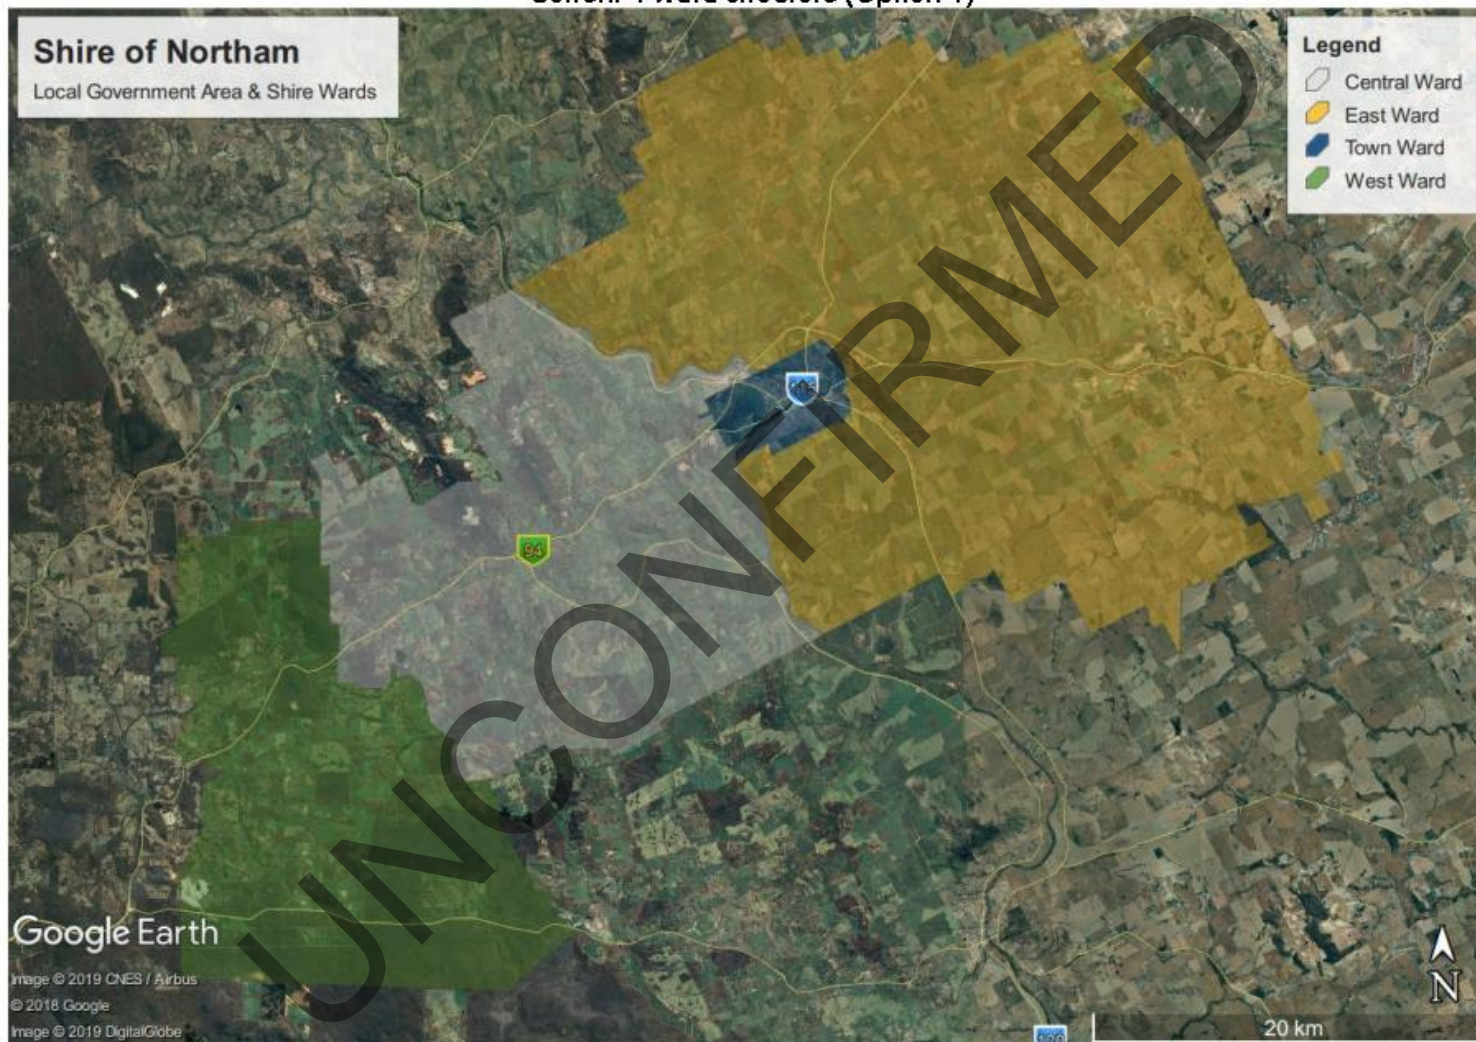 Shire of Northam
Local Government Area & Shire Wards
Legend
Central Ward
East Ward
Town Ward
West Ward
94
UNCONFIRMED
Google Earth
Image © 2019 CNES / Airbus
© 2018 Google
Image © 2019 DigitalGlobe
N
20 km